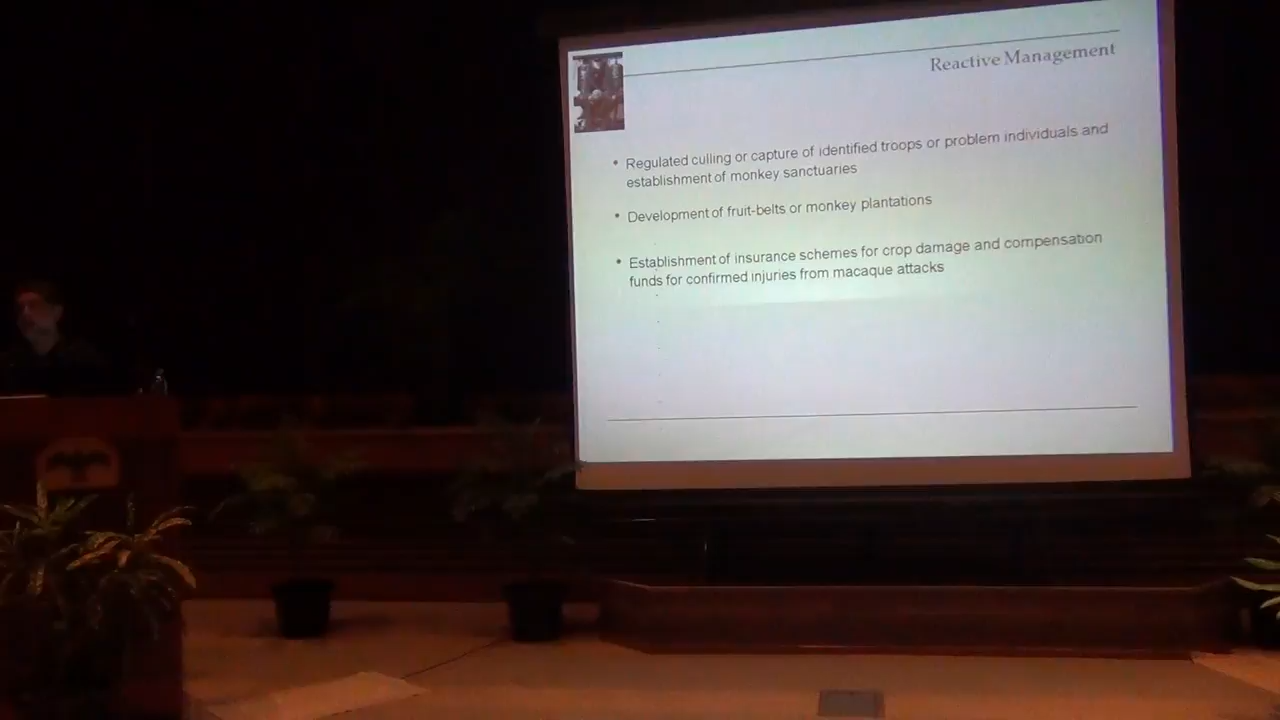 Reactive Management
• Regulated culling or capture of identified troops or problem individuals and
establishment of monkey sanctuaries
• Development of fruit-belts or monkey plantations
• Establishment of insurance schemes for crop damage and compensation
funds for confirmed injuries from macaque attacks